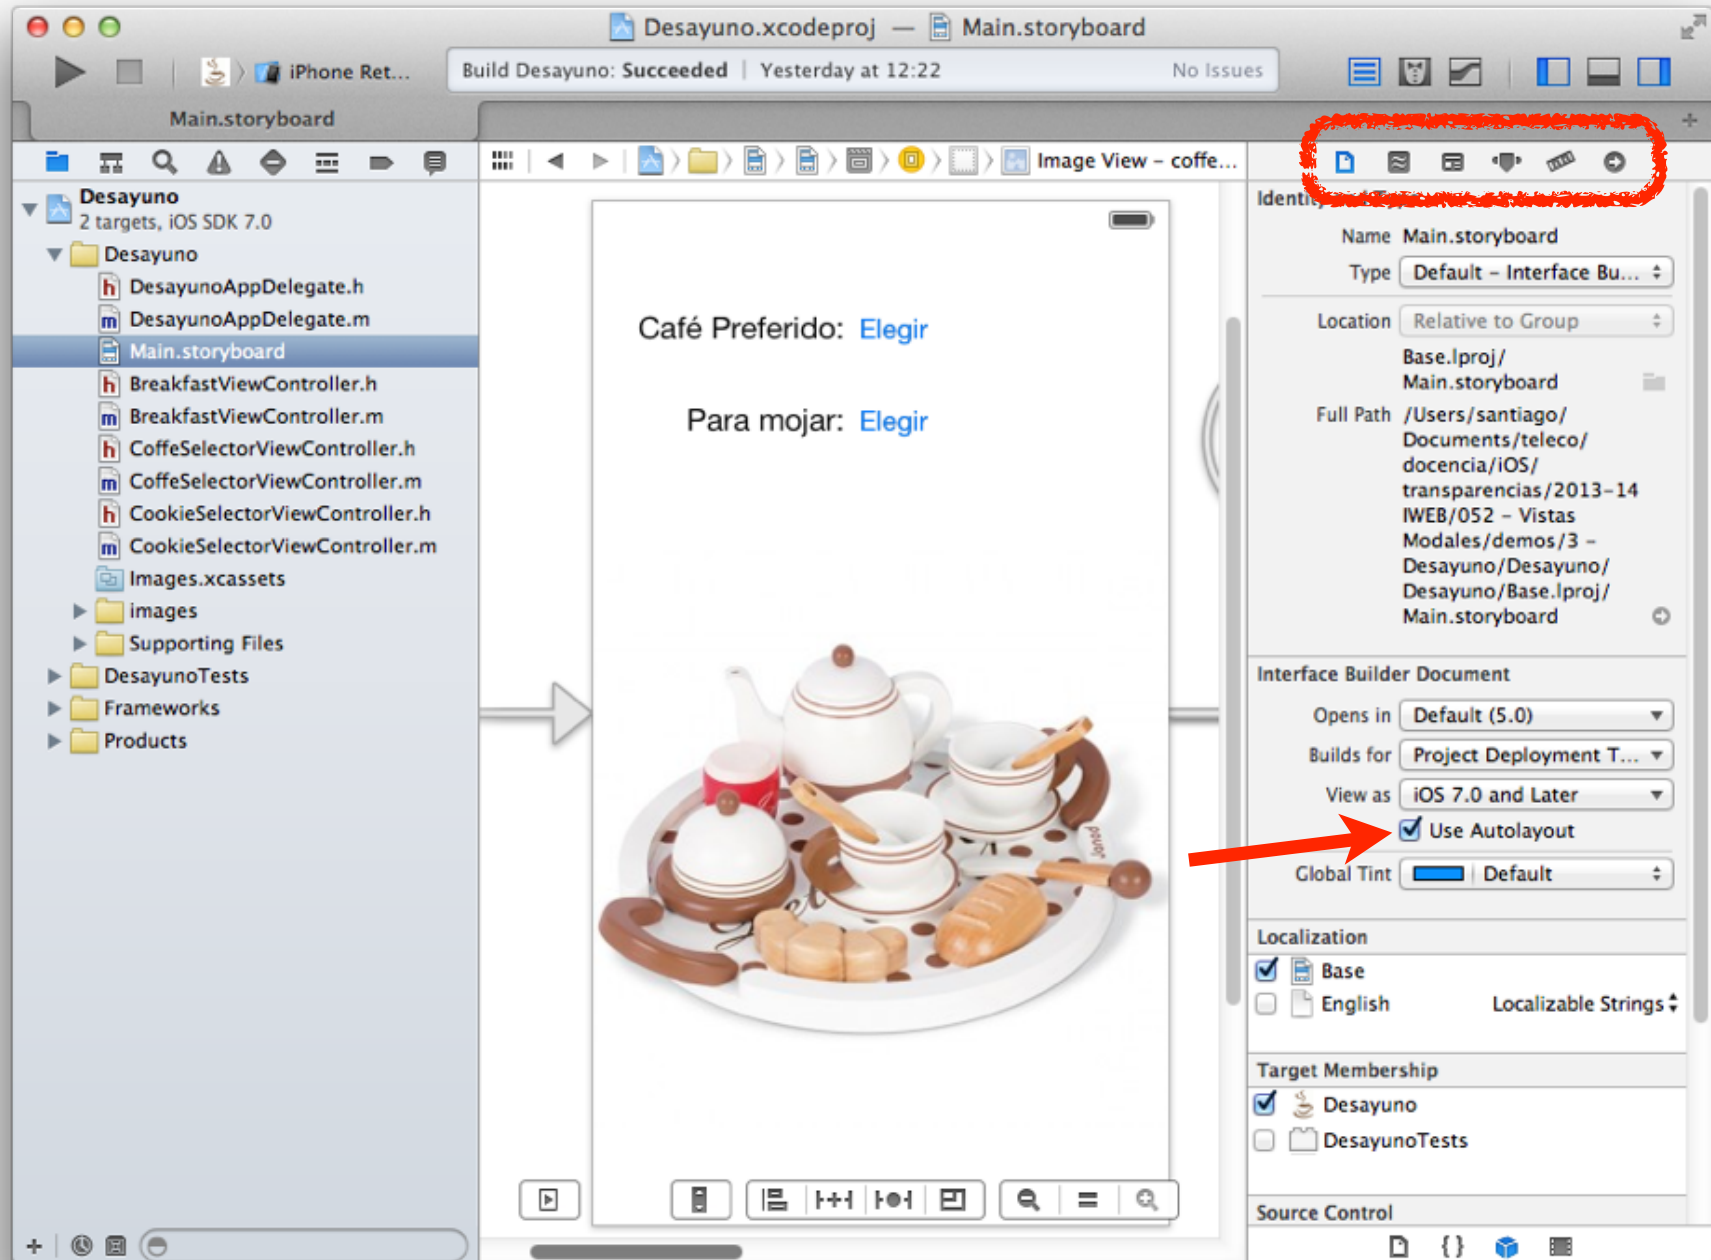 Desayuno.xcodeproj — Main.storyboard
iPhone Ret...
Build Desayuno: Succeeded | Yesterday at 12:22
No Issues
Main.storyboard
Image View – coffe...
Desayuno
2 targets, iOS SDK 7.0
Desayuno
DesayunoAppDelegate.h
DesayunoAppDelegate.m
Main.storyboard
BreakfastViewController.h
BreakfastViewController.m
CoffeSelectorViewController.h
CoffeSelectorViewController.m
CookieSelectorViewController.h
CookieSelectorViewController.m
Images.xcassets
images
Supporting Files
DesayunoTests
Frameworks
Products
Café Preferido: Elegir
Para mojar: Elegir
Janod
Name Main.storyboard
Type Default – Interface Bu...
Location Relative to Group
Base.lproj/
Main.storyboard
Full Path /Users/santiago/
Documents/teleco/
docencia/iOS/
transparencias/2013–14
IWEB/052 – Vistas
Modales/demos/3 –
Desayuno/Desayuno/
Desayuno/Base.lproj/
Main.storyboard
Interface Builder Document
Opens in Default (5.0)
Builds for Project Deployment T...
View as iOS 7.0 and Later
Use Autolayout
Global Tint Default
Localization
Base
English Localizable Strings
Target Membership
Desayuno
DesayunoTests
Source Control